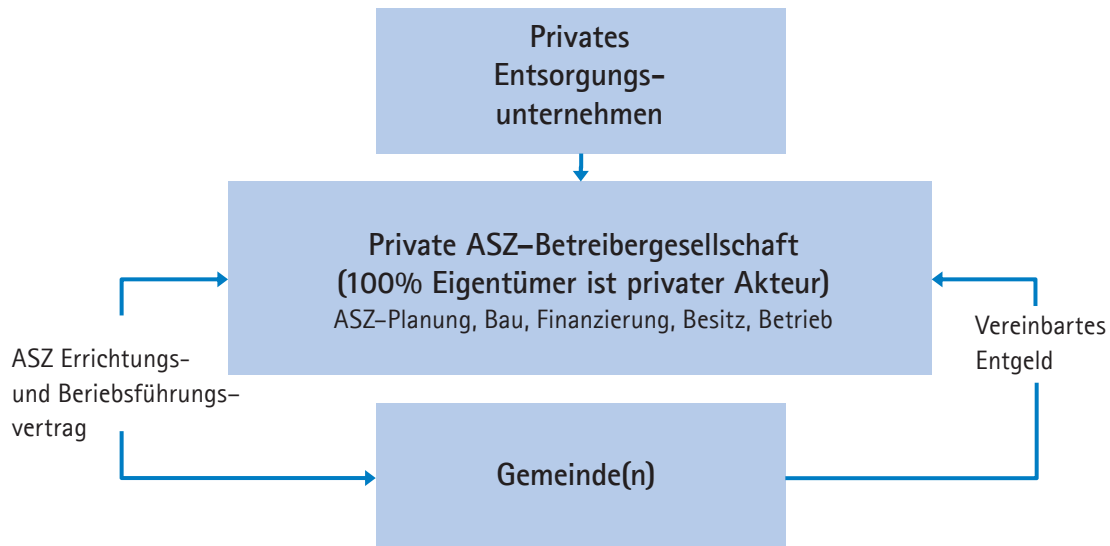 Privates
Entsorgungs-
unternehmen
Private ASZ-Betreibergesellschaft
(100% Eigentümer ist privater Akteur)
ASZ-Planung, Bau, Finanzierung, Besitz, Betrieb
ASZ Errichtungs-
und Beriebsführungs-
vertrag
Vereinbartes
Entgeld
Gemeinde(n)